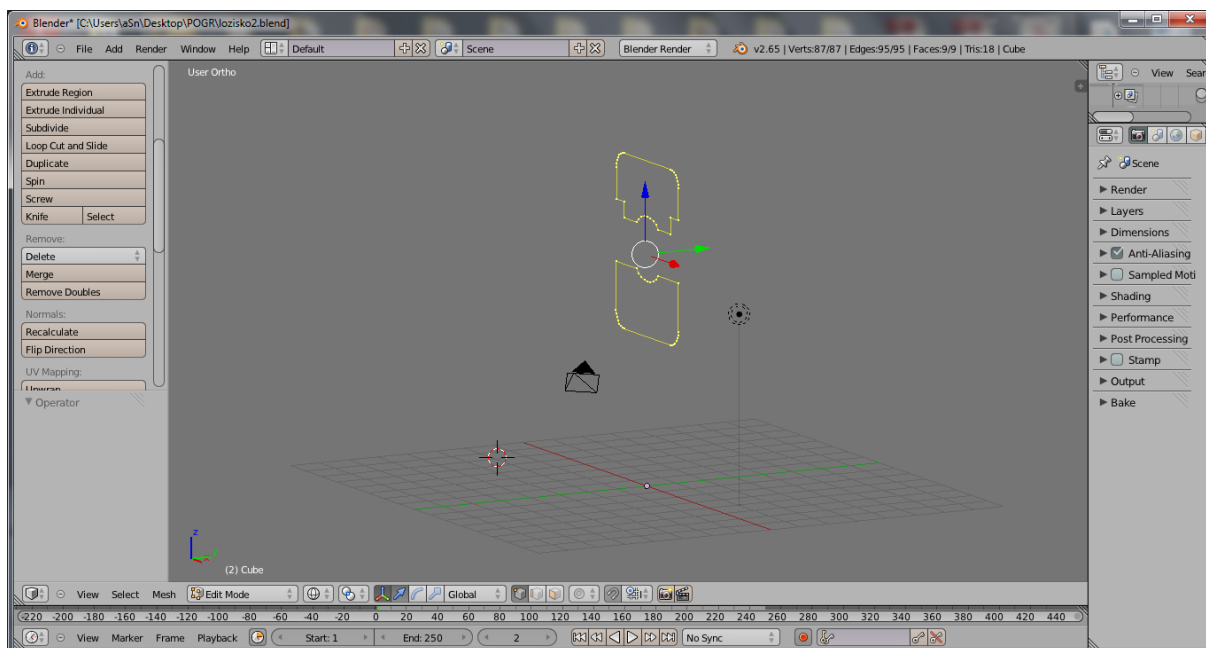 Blender* [C:\Users\aSn\Desktop\POGR\lozisko2.blend]
File Add Render Window Help Default Scene Blender Render v2.65 | Verts:87/87 | Edges:95/95 | Faces:9/9 | Tris:18 | Cube
View Sear
Add:
Extrude Region
Extrude Individual
Subdivide
Loop Cut and Slide
Duplicate
Spin
Screw
Knife Select
Remove:
Delete
Merge
Remove Doubles
Normals:
Recalculate
Flip Direction
UV Mapping:
Unwrap
Operator
User Ortho
z
(2) Cube
Scene
Render
Layers
Dimensions
Anti-Aliasing
Sampled Moti
Shading
Performance
Post Processing
Stamp
Output
Bake
View Select Mesh Edit Mode Global
-220 -200 -180 -160 -140 -120 -100 -80 -60 -40 -20 0 20 40 60 80 100 120 140 160 180 200 220 240 260 280 300 320 340 360 380 400 420 440
View Marker Frame Playback Start: 1 End: 250 2 No Sync